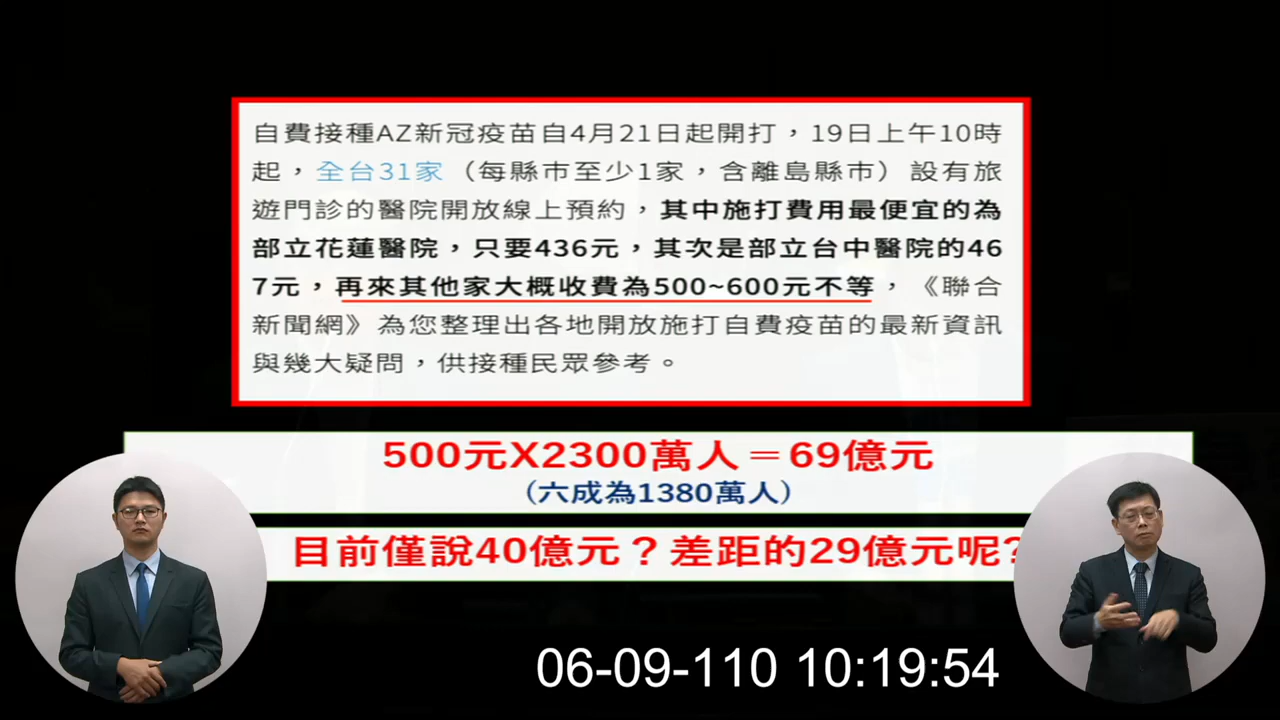 自費接種AZ新冠疫苗自4月21日起開打，19日上午10時
起，全台31家（每縣市至少1家，含離島縣市）設有旅
遊門診的醫院開放線上預約，其中施打費用最便宜的為
部立花蓮醫院，只要436元，其次是部立台中醫院的46
7元，再來其他家大概收費為500~600元不等，《聯合
新聞網》為您整理出各地開放施打自費疫苗的最新資訊
與幾大疑問，供接種民眾參考。
500元X2300萬人＝69億元
（六成為1380萬人）
目前僅說40億元？差距的29億元呢?
06-09-110 10:19:54